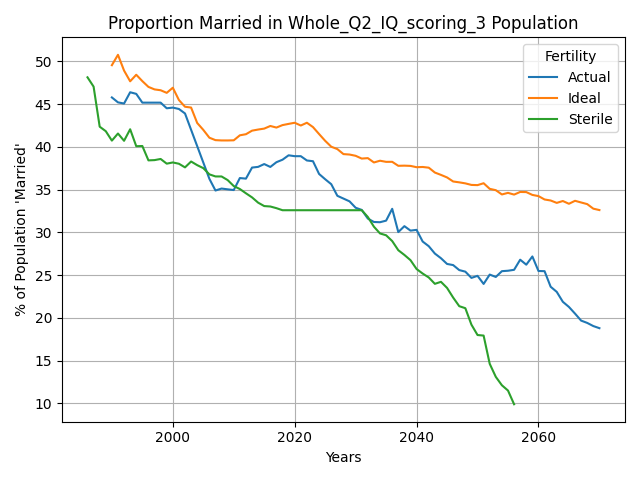 Proportion Married in Whole_Q2_IQ_scoring_3 Population
% of Population 'Married'
50
45
40
35
30
25
20
15
10
Fertility
Actual
Ideal
Sterile
2000 2020 2040 2060
Years